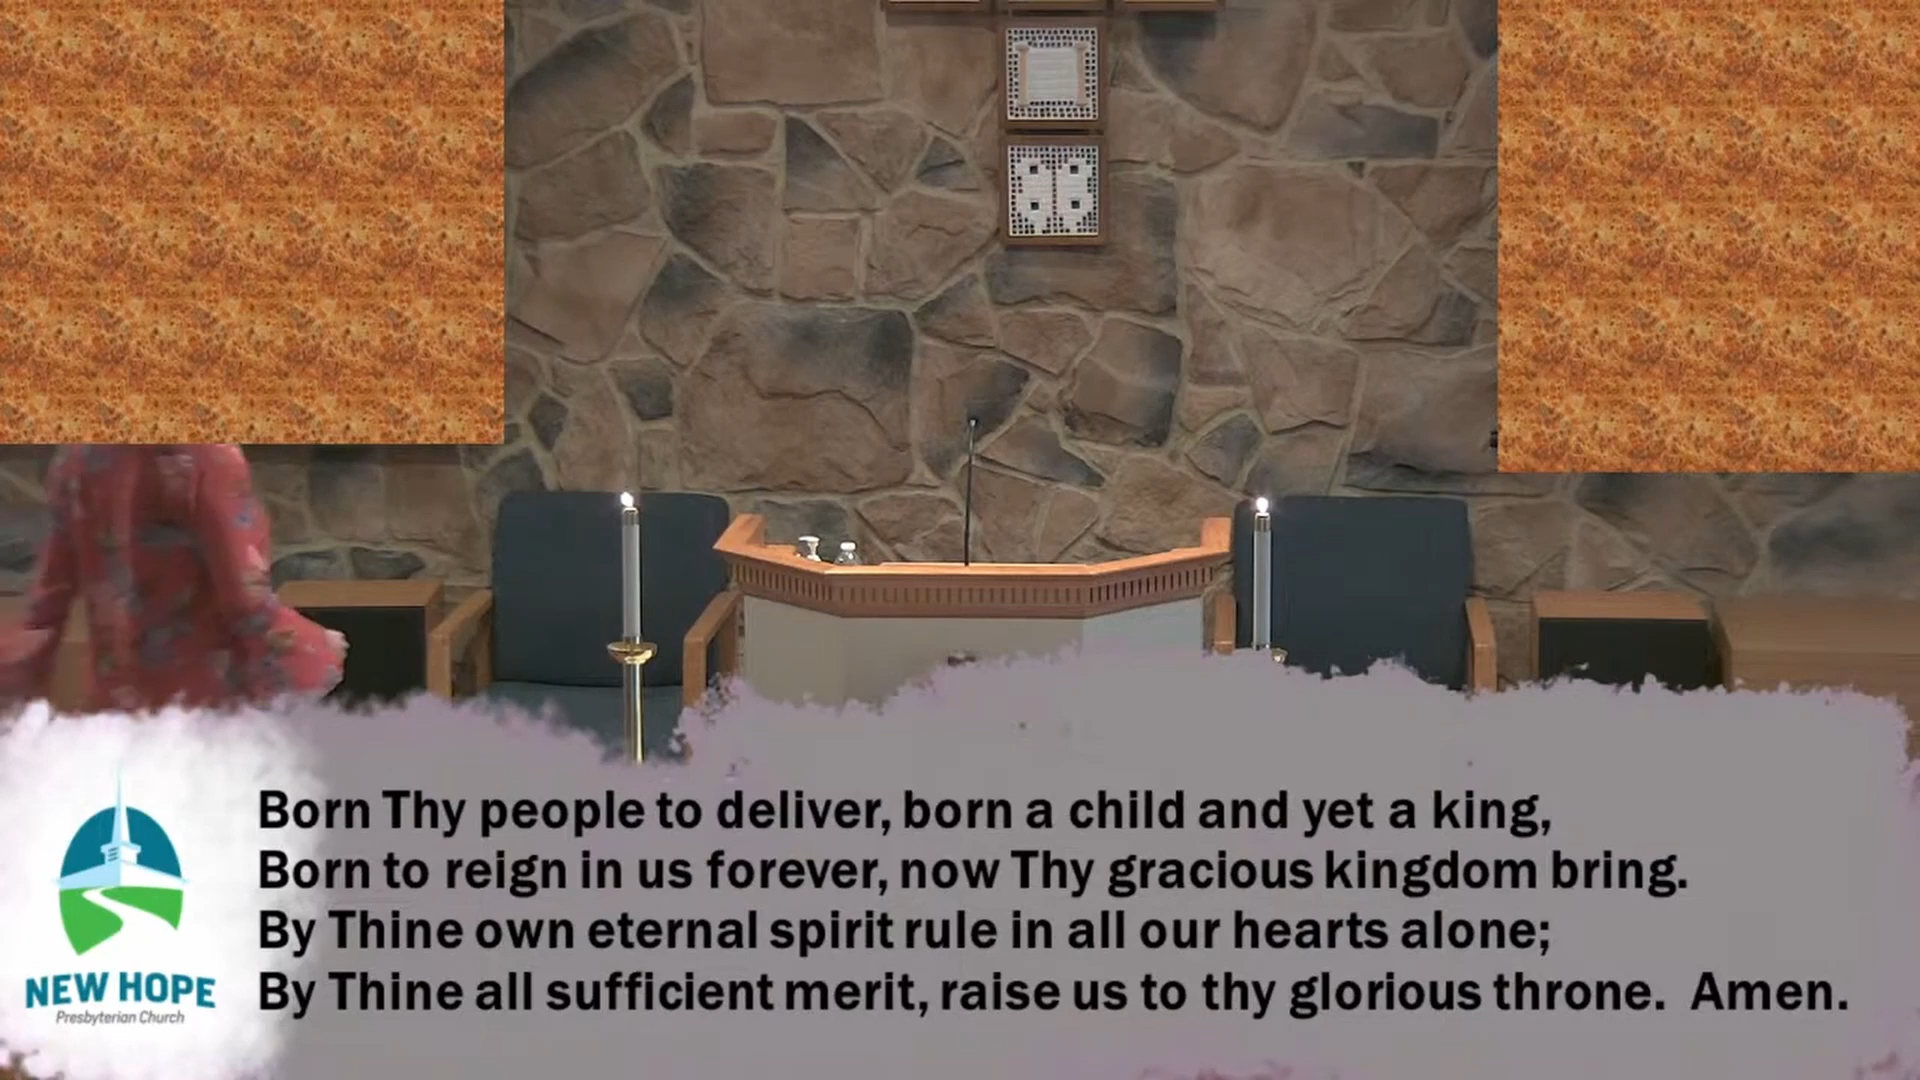 Born Thy people to deliver, born a child and yet a king,
Born to reign in us forever, now Thy gracious kingdom bring.
By Thine own eternal spirit rule in all our hearts alone;
By Thine all sufficient merit, raise us to thy glorious throne.  Amen.
NEW HOPE
Presbyterian Church